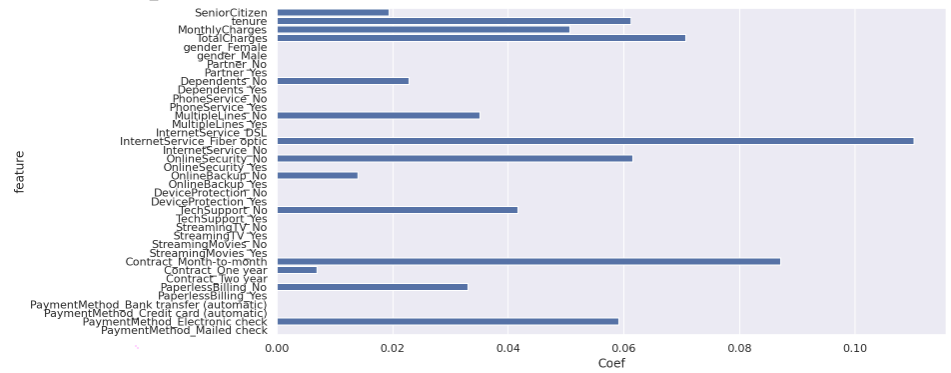 SeniorCitizen
tenure
MonthlyCharges
TotalCharges
gender_Female
gender_Male
Partner_No
Partner_Yes
Dependents_No
Dependents_Yes
PhoneService_No
PhoneService_Yes
MultipleLines_No
MultipleLines_Yes
InternetService_DSL
InternetService_Fiber optic
InternetService_No
OnlineSecurity_No
OnlineSecurity_Yes
OnlineBackup_No
OnlineBackup_Yes
DeviceProtection_No
DeviceProtection_Yes
TechSupport_No
TechSupport_Yes
StreamingTV_No
StreamingTV_Yes
StreamingMovies_No
StreamingMovies_Yes
Contract_Month-to-month
Contract_One year
Contract_Two year
PaperlessBilling_No
PaperlessBilling_Yes
PaymentMethod_Bank transfer (automatic)
PaymentMethod_Credit card (automatic)
PaymentMethod_Electronic check
PaymentMethod_Mailed check
feature
0.00 0.02 0.04 0.06 0.08 0.10
Coef